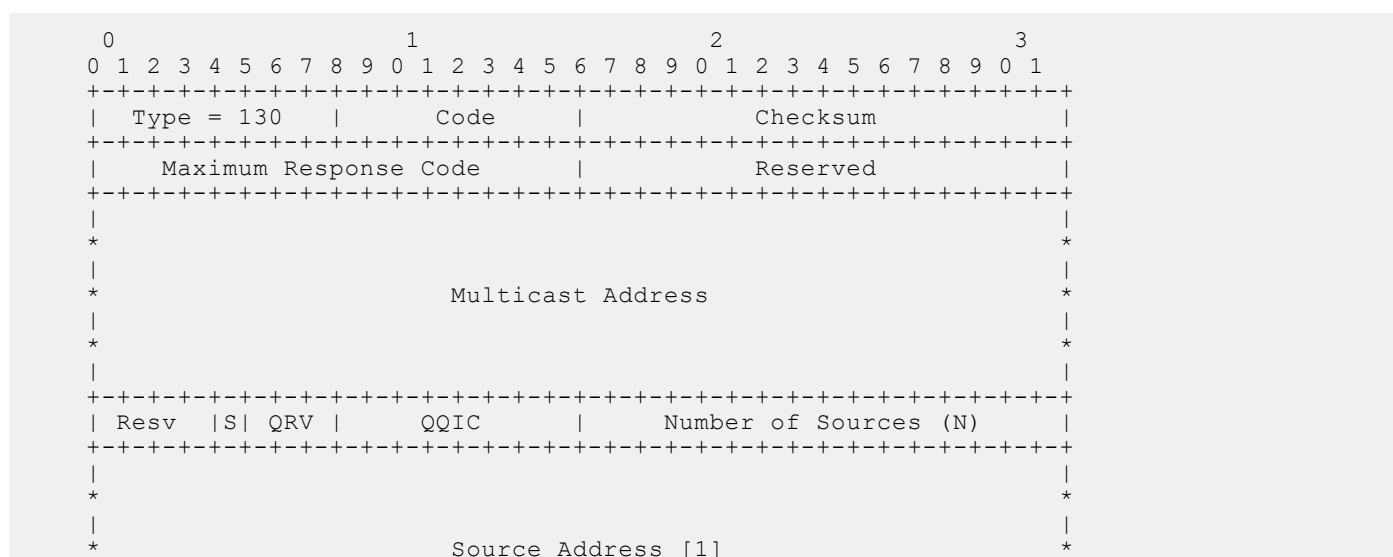 0                   1                   2                   3
0 1 2 3 4 5 6 7 8 9 0 1 2 3 4 5 6 7 8 9 0 1 2 3 4 5 6 7 8 9 0 1
+-+-+-+-+-+-+-+-+-+-+-+-+-+-+-+-+-+-+-+-+-+-+-+-+-+-+-+-+-+-+-+-+
|  Type = 130   |      Code     |           Checksum            |
+-+-+-+-+-+-+-+-+-+-+-+-+-+-+-+-+-+-+-+-+-+-+-+-+-+-+-+-+-+-+-+-+
|    Maximum Response Code      |           Reserved            |
+-+-+-+-+-+-+-+-+-+-+-+-+-+-+-+-+-+-+-+-+-+-+-+-+-+-+-+-+-+-+-+-+
|                                                               |
*                                                               *
|                                                               |
*                       Multicast Address                       *
|                                                               |
*                                                               *
|                                                               |
+-+-+-+-+-+-+-+-+-+-+-+-+-+-+-+-+-+-+-+-+-+-+-+-+-+-+-+-+-+-+-+-+
| Resv  |S| QRV |     QQIC      |     Number of Sources (N)     |
+-+-+-+-+-+-+-+-+-+-+-+-+-+-+-+-+-+-+-+-+-+-+-+-+-+-+-+-+-+-+-+-+
|                                                               |
*                                                               *
|                                                               |
*                       Source Address [1]                      *